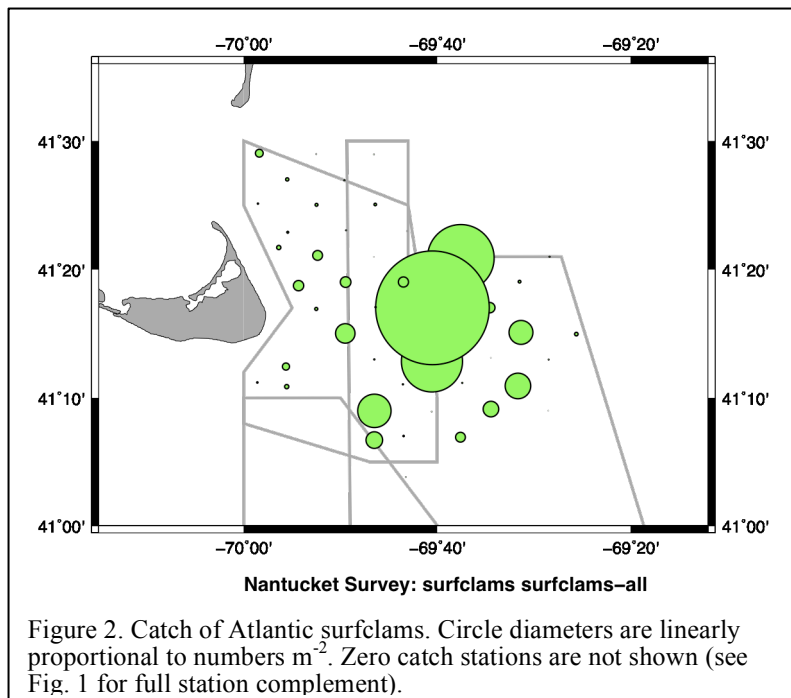 −70˚00' −69˚40' −69˚20'
41˚30' 41˚30'
41˚20' 41˚20'
41˚10' 41˚10'
41˚00' 41˚00'
−70˚00' −69˚40' −69˚20'
Nantucket Survey: surfclams surfclams−all
Figure 2. Catch of Atlantic surfclams. Circle diameters are linearly
proportional to numbers m⁻². Zero catch stations are not shown (see
Fig. 1 for full station complement).